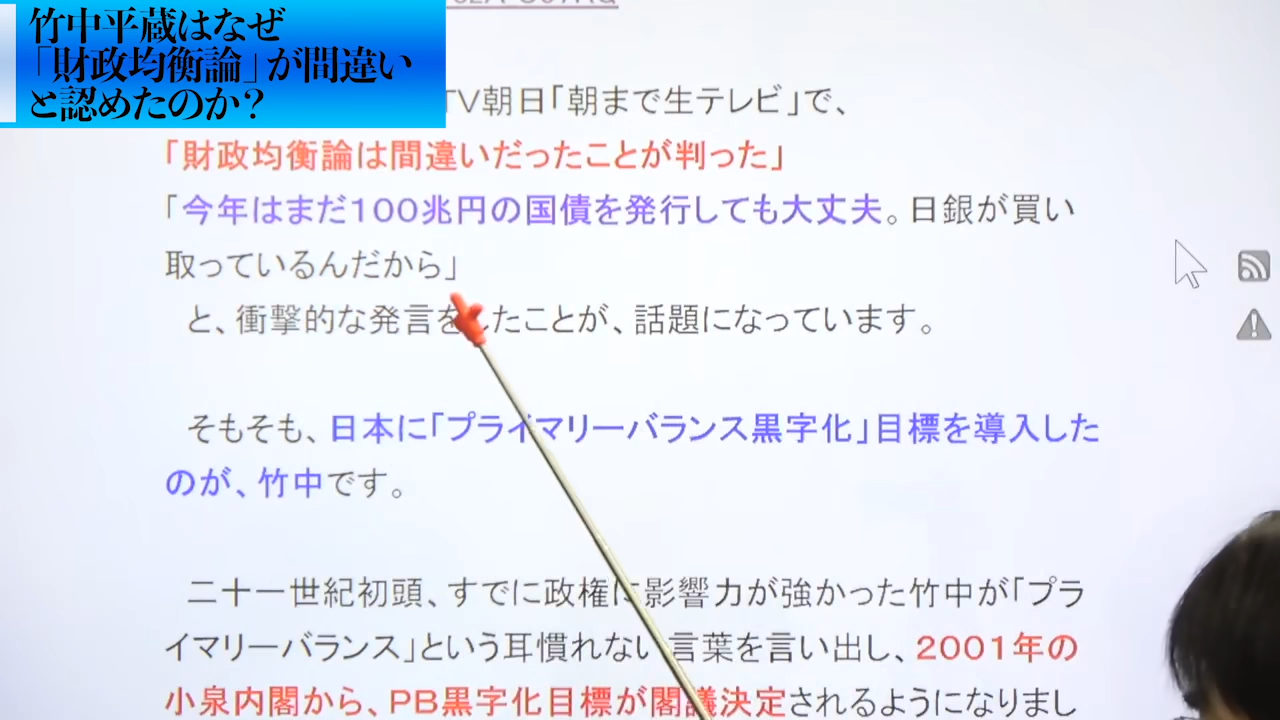 竹中平蔵はなぜ
「財政均衡論」が間違い
と認めたのか?
TV朝日「朝まで生テレビ」で、
「財政均衡論は間違いだったことが判った」
「今年はまだ100兆円の国債を発行しても大丈夫。日銀が買い
取っているんだから」
と、衝撃的な発言をしたことが、話題になっています。
そもそも、日本に「プライマリーバランス黒字化」目標を導入した
のが、竹中です。
二十一世紀初頭、すでに政権に影響力が強かった竹中が「プラ
イマリーバランス」という耳慣れない言葉を言い出し、2001年の
小泉内閣から、PB黒字化目標が閣議決定されるようになりまし